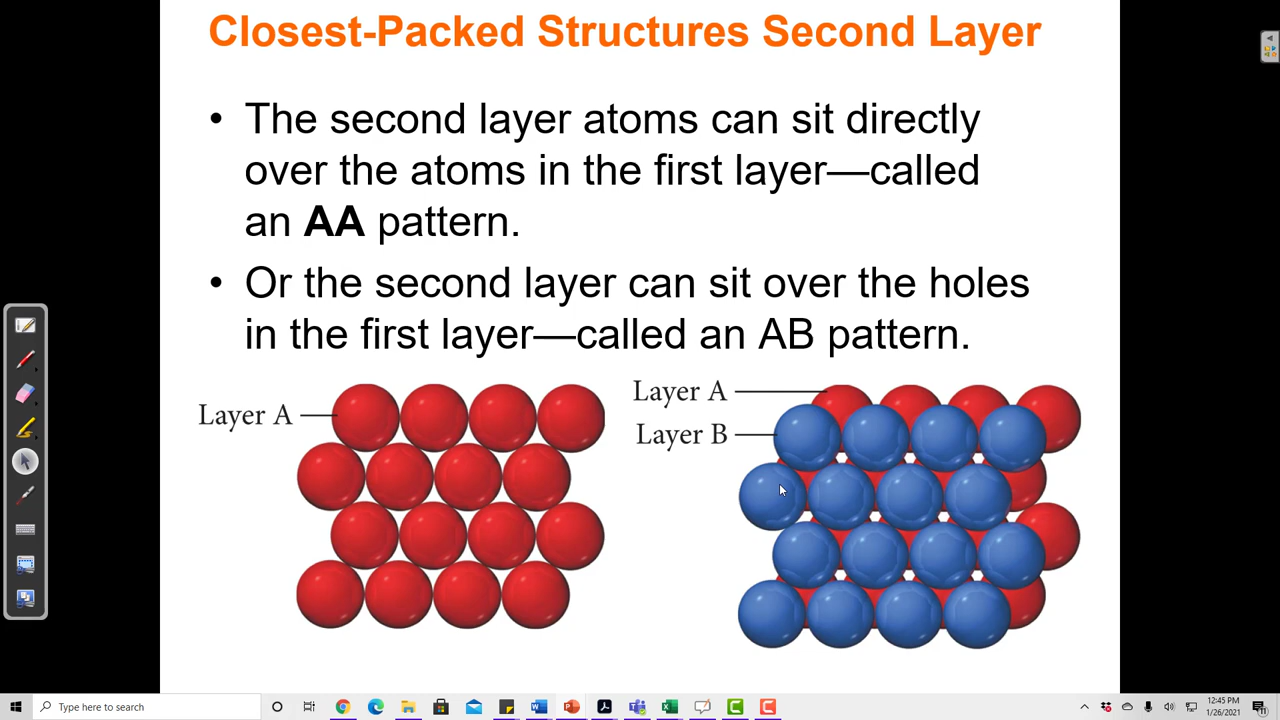 Closest-Packed Structures Second Layer
• The second layer atoms can sit directly
over the atoms in the first layer—called
an AA pattern.
• Or the second layer can sit over the holes
in the first layer—called an AB pattern.
Layer A
Layer A
Layer B
Type here to search
12:45 PM
1/26/2021